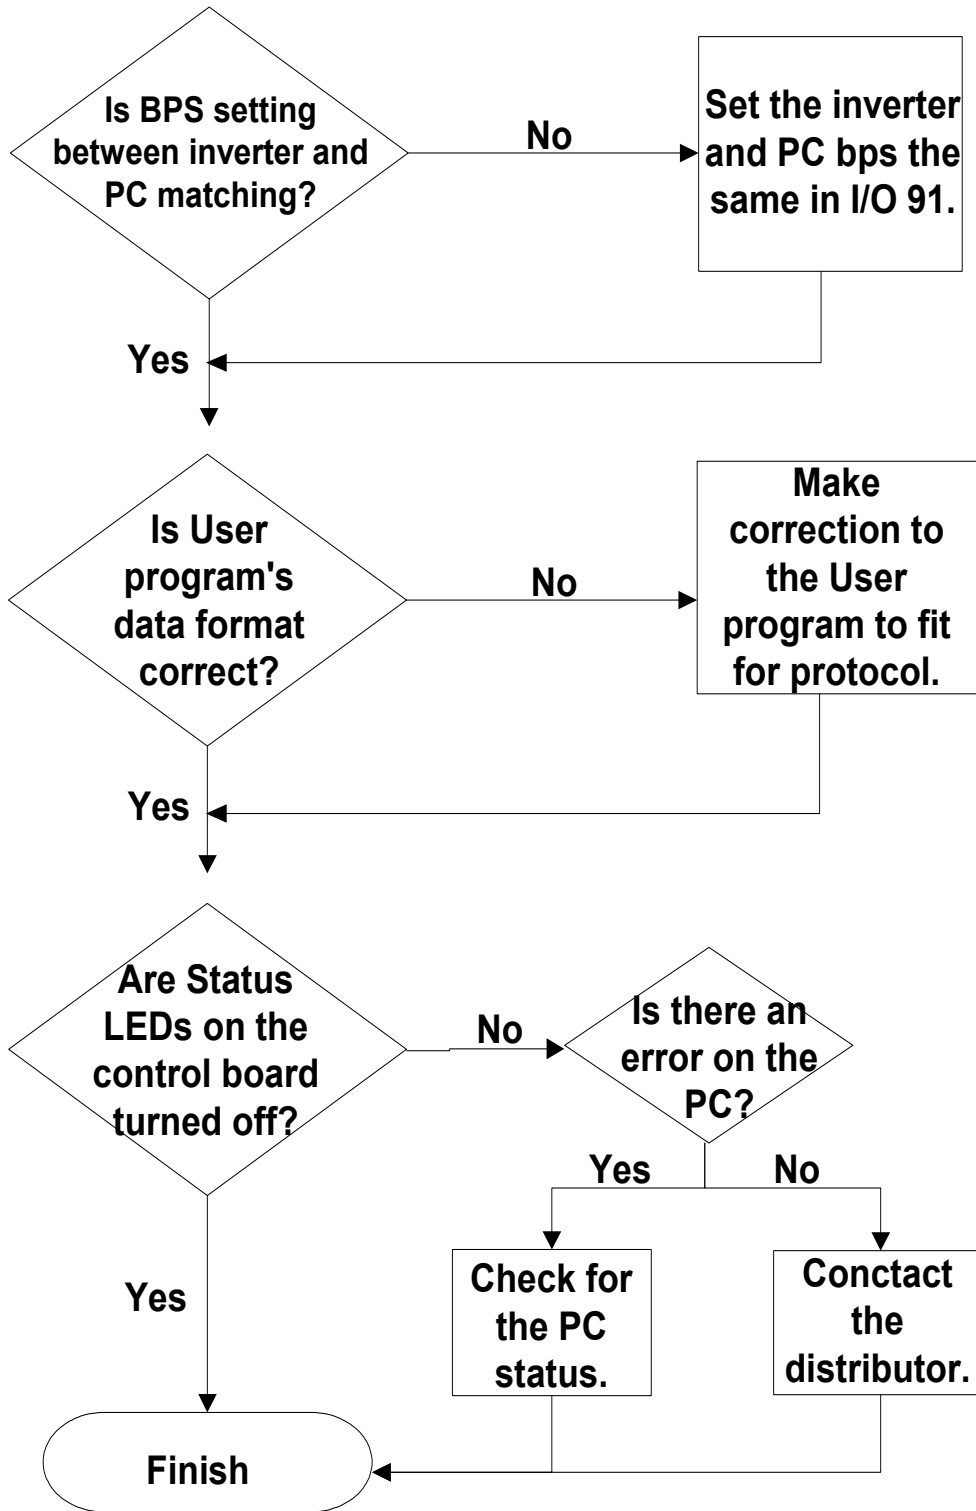 Is BPS setting
between inverter and
PC matching?
No
Set the inverter
and PC bps the
same in I/O 91.
Yes
Is User
program's
data format
correct?
No
Make
correction to
the User
program to fit
for protocol.
Yes
Are Status
LEDs on the
control board
turned off?
No
Is there an
error on the
PC?
Yes
No
Yes
Check for
the PC
status.
Conctact
the
distributor.
Finish